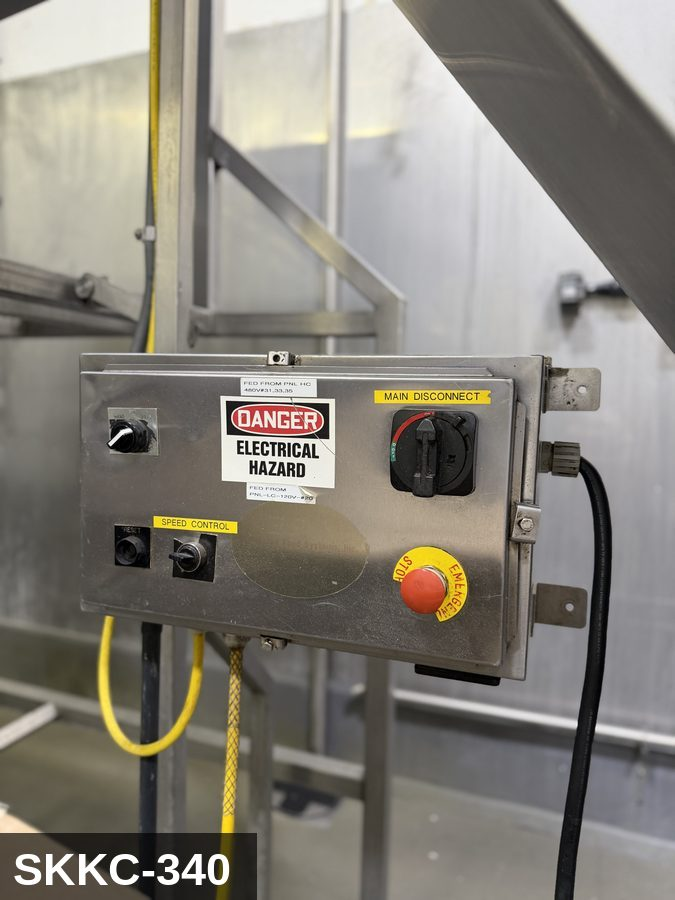 FED FROM PNL HC
480V#31,33,35
MAIN DISCONNECT
DANGER
ELECTRICAL
HAZARD
FED FROM
PNL-LC-120V-#20
SPEED CONTROL
RESET
EMERGENCY
STOP
SKKC-340